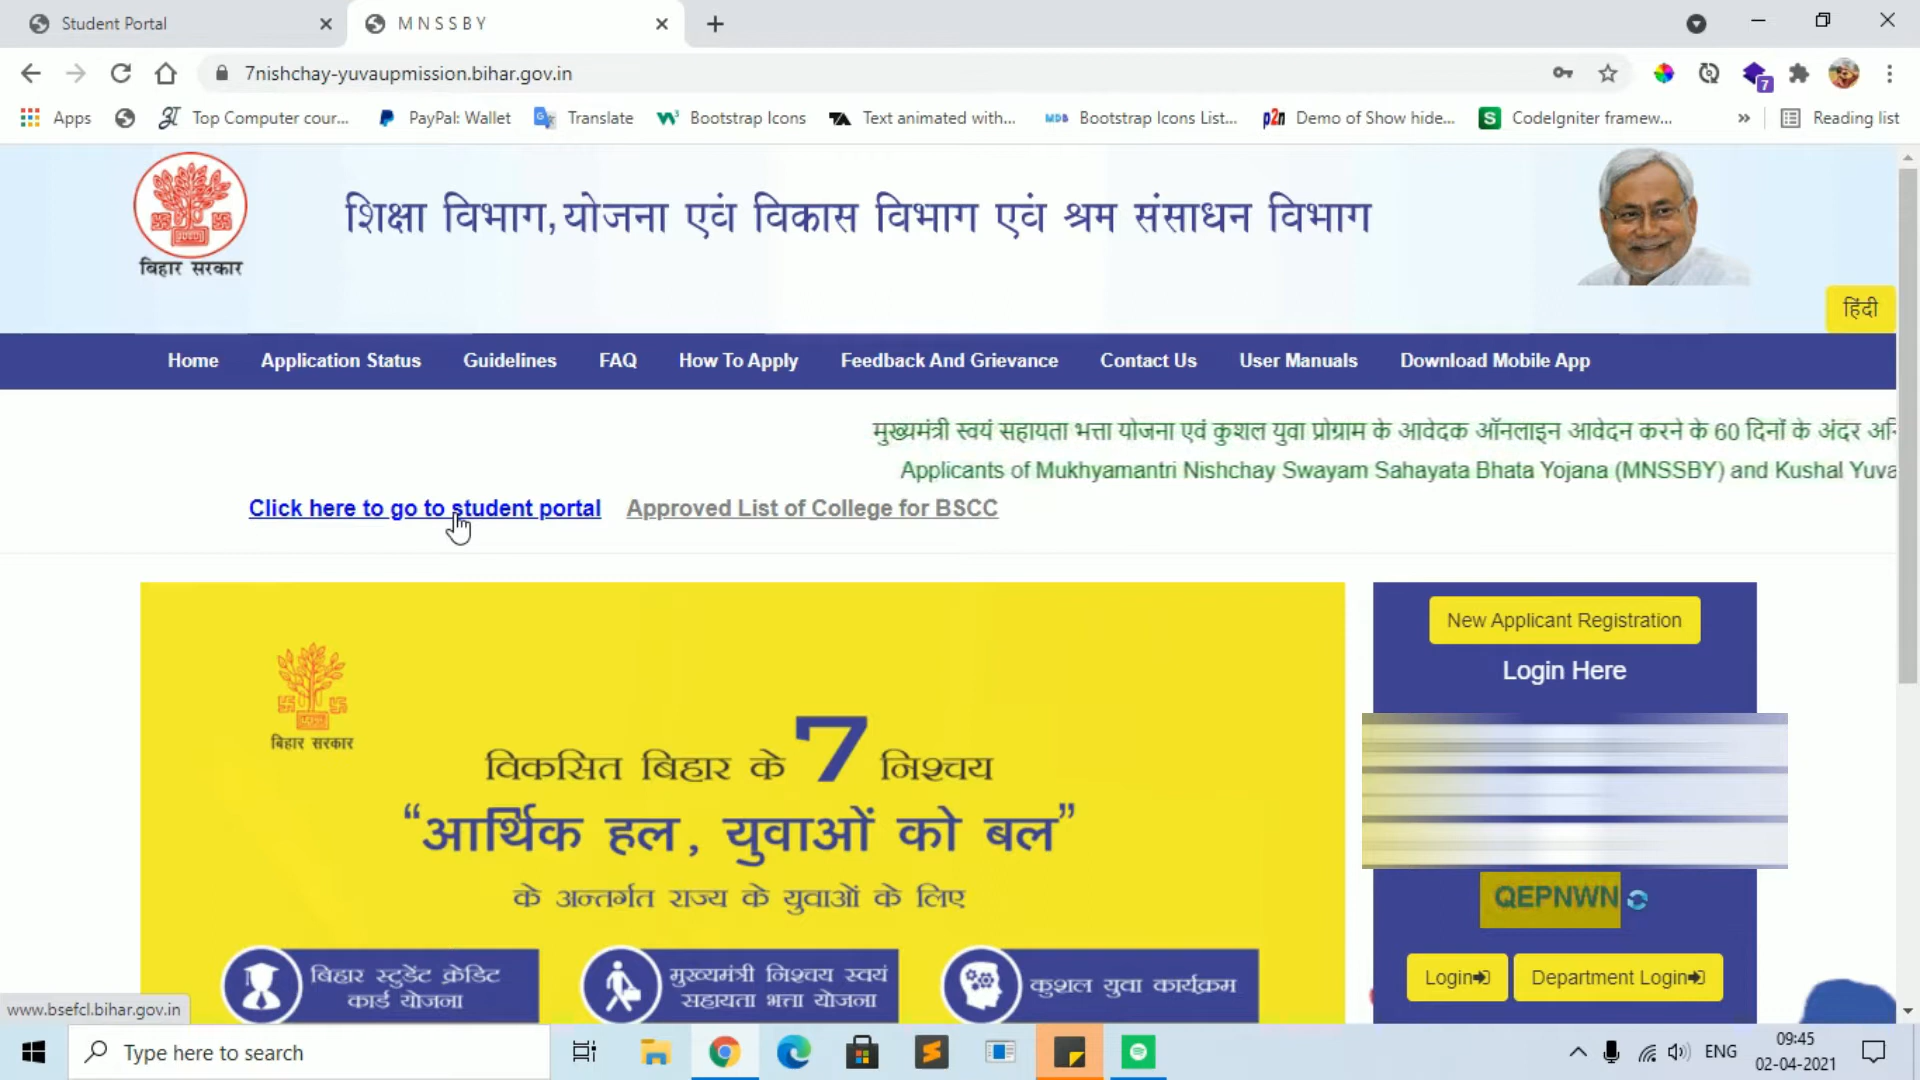 Student Portal
M N S S B Y
7nishchay-yuvaupmission.bihar.gov.in
7
Apps
Top Computer cour...
PayPal: Wallet
Translate
Bootstrap Icons
Text animated with...
MDB
Bootstrap Icons List...
p2n
Demo of Show hide...
S
CodeIgniter framew...
»
Reading list
बिहार सरकार
शिक्षा विभाग, योजना एवं विकास विभाग एवं श्रम संसाधन विभाग
हिंदी
Home
Application Status
Guidelines
FAQ
How To Apply
Feedback And Grievance
Contact Us
User Manuals
Download Mobile App
मुख्यमंत्री स्वयं सहायता भत्ता योजना एवं कुशल युवा प्रोग्राम के आवेदक ऑनलाइन आवेदन करने के 60 दिनों के अंदर
Applicants of Mukhyamantri Nishchay Swayam Sahayata Bhata Yojana (MNSSBY) and Kushal Yuva
Click here to go to student portal
Approved List of College for BSCC
बिहार सरकार
विकसित बिहार के 7 निश्चय
“आर्थिक हल, युवाओं को बल”
के अन्तर्गत राज्य के युवाओं के लिए
बिहार स्टुडेंट क्रेडिट
कार्ड योजना
मुख्यमंत्री निश्चय स्वयं
सहायता भत्ता योजना
कुशल युवा कार्यक्रम
New Applicant Registration
Login Here
QEPNWN
Login
Department Login
www.bsefcl.bihar.gov.in
Type here to search
ENG
09:45
02-04-2021